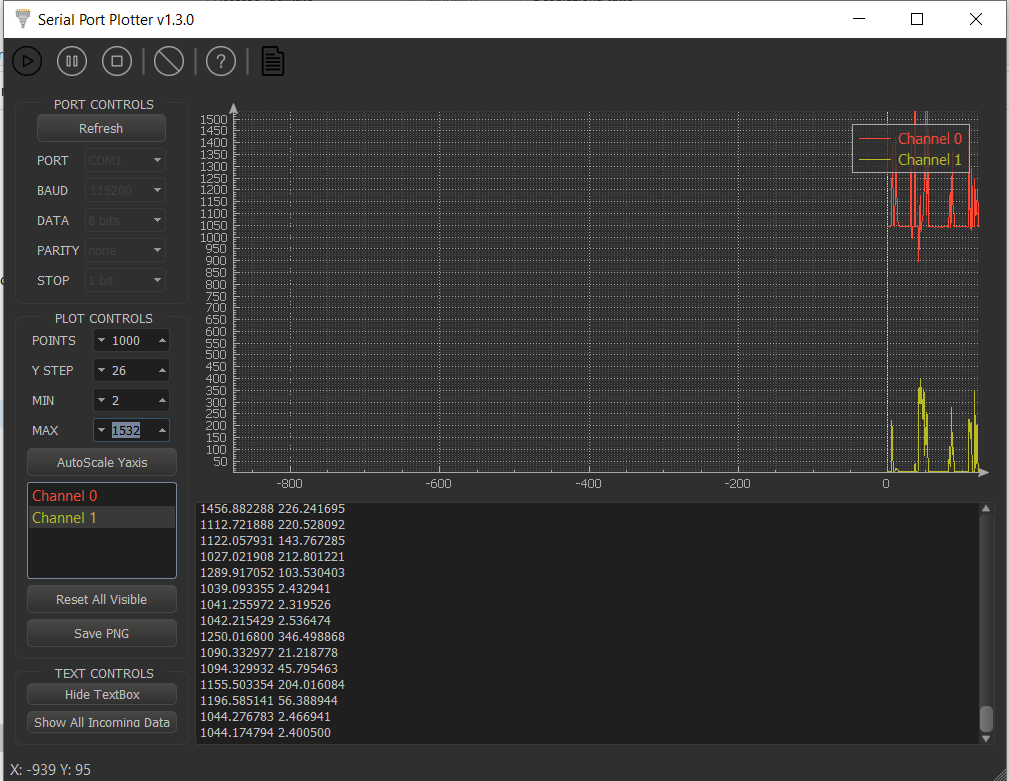 Serial Port Plotter v1.3.0
PORT CONTROLS
Refresh
PORT COM1
BAUD 115200
DATA 8 bits
PARITY none
STOP 1 bit
PLOT CONTROLS
POINTS 1000
Y STEP 26
MIN 2
MAX 1532
AutoScale Yaxis
Channel 0
Channel 1
Reset All Visible
Save PNG
TEXT CONTROLS
Hide TextBox
Show All Incoming Data
1500
1450
1400
1350
1300
1250
1200
1150
1100
1050
1000
950
900
850
800
750
700
650
600
550
500
450
400
350
300
250
200
150
100
50
-800 -600 -400 -200 0
Channel 0
Channel 1
1456.882288 226.241695
1112.721888 220.528092
1122.057931 143.767285
1027.021908 212.801221
1289.917052 103.530403
1039.093355 2.432941
1041.255972 2.319526
1042.215429 2.536474
1250.016800 346.498868
1090.332977 21.218778
1094.329932 45.795463
1155.503354 204.016084
1196.585141 56.388944
1044.276783 2.466941
1044.174794 2.400500
X: -939 Y: 95